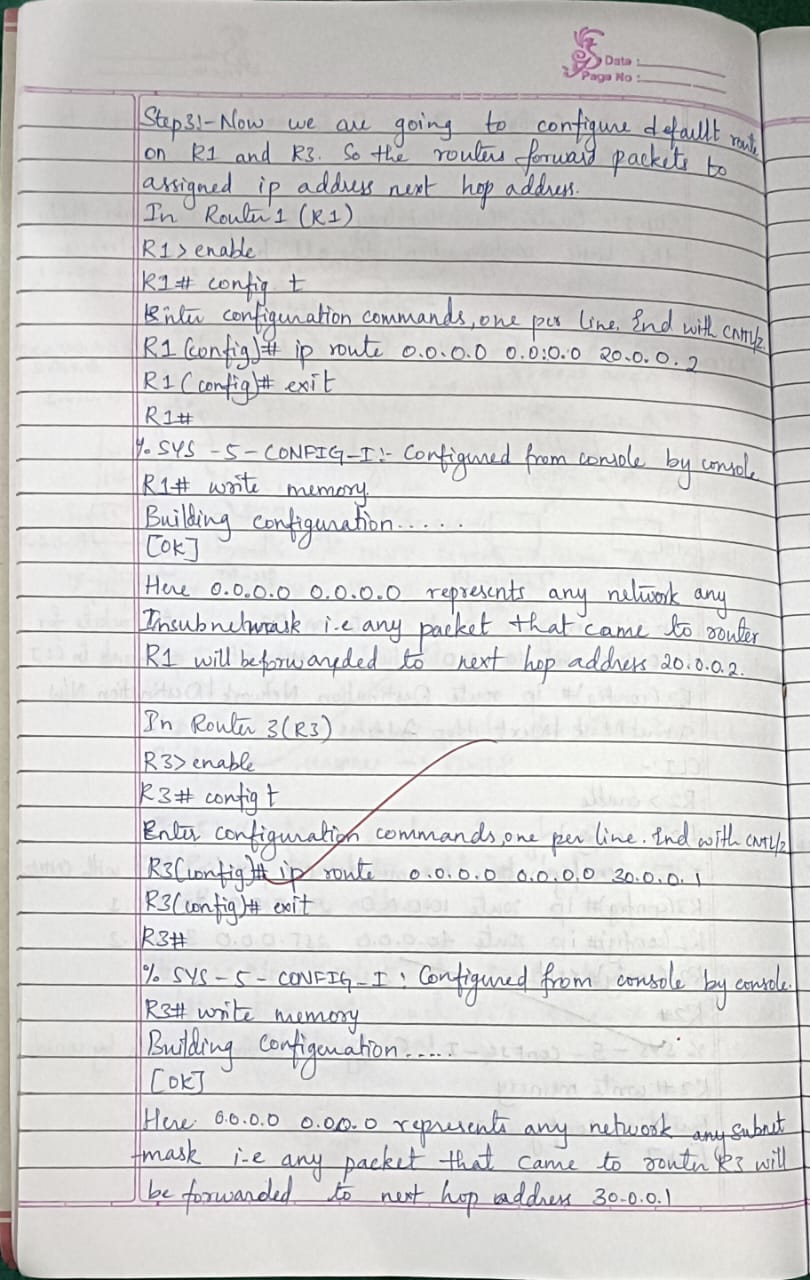 Date :
Page No :
Step3:- Now we are going to configure defaullt route
on R1 and R3. So the routers forward packets to
assigned ip address next hop address.
In Router 1 (R1)
R1 > enable
R1 # config t
Enter configuration commands, one per line. End with CNTL/Z
R1 (config)# ip route 0.0.0.0 0.0.0.0 20.0.0.2
R1 (config)# exit
R1 #
% SYS - 5 - CONFIG - I :- Configured from console by console
R1 # write memory
Building configuration......
[OK]
Here 0.0.0.0 0.0.0.0 represents any network any
Insubnetmask i.e any packet that came to router
R1 will beforwarded to next hop address 20.0.0.2.
In Router 3 (R3)
R3 > enable
R3 # config t
Enter configuration commands, one per line. End with CNTL/Z
R3(config)# ip route 0.0.0.0 0.0.0.0 30.0.0.1
R3(config)# exit
R3#
% SYS - 5 - CONFIG - I : Configured from console by console.
R3# write memory
Building configuration.....
[OK]
Here 0.0.0.0 0.0.0.0 represents any network any subnet
mask i-e any packet that came to router R3 will
be forwarded to next hop address 30.0.0.1